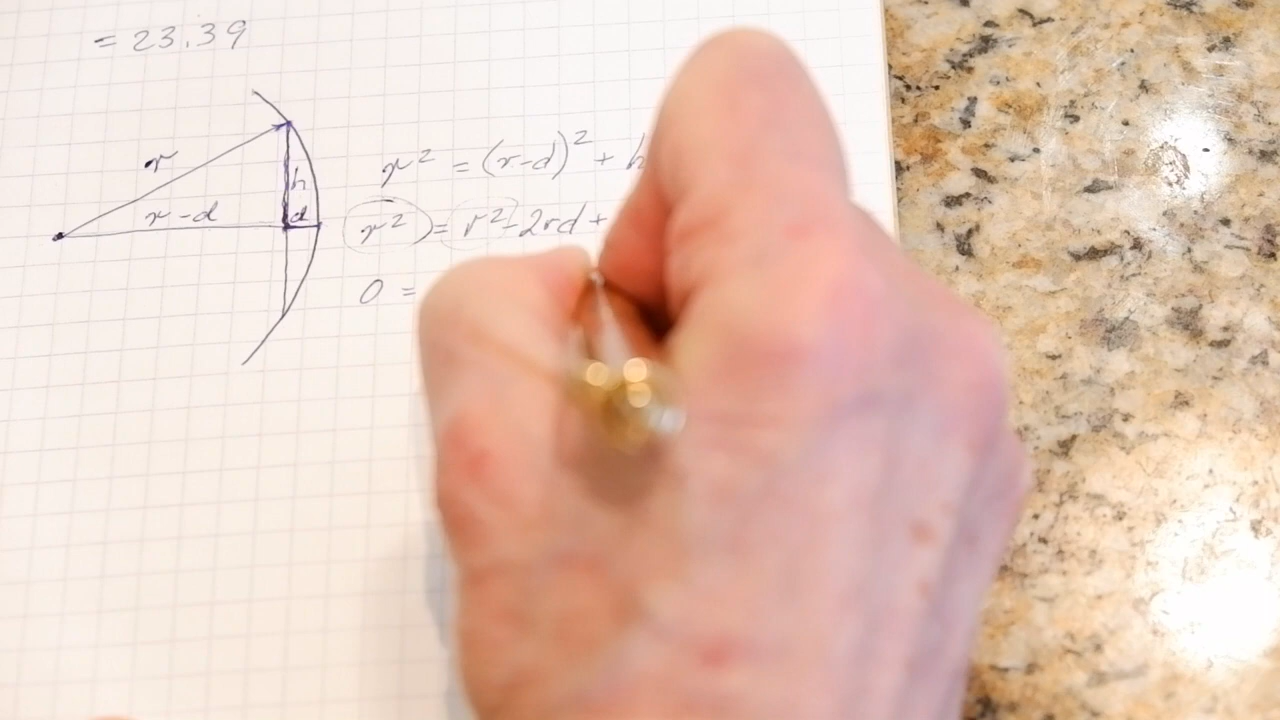 = 23.39
r
h
r-d
d
r² = (r-d)² + h
r² = r² - 2rd +
0 =